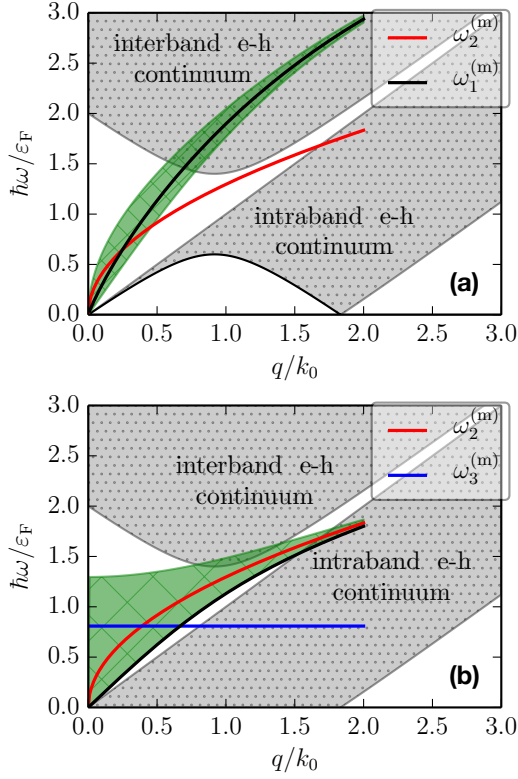 3.0
2.5
2.0
1.5
1.0
0.5
0.0
ħω/ε_F
interband e-h
continuum
ω₂^(m)
ω₁^(m)
intraband e-h
continuum
(a)
0.0 0.5 1.0 1.5 2.0 2.5 3.0
q/k₀
3.0
2.5
2.0
1.5
1.0
0.5
0.0
ħω/ε_F
interband e-h
continuum
ω₂^(m)
ω₃^(m)
intraband e-h
continuum
(b)
0.0 0.5 1.0 1.5 2.0 2.5 3.0
q/k₀